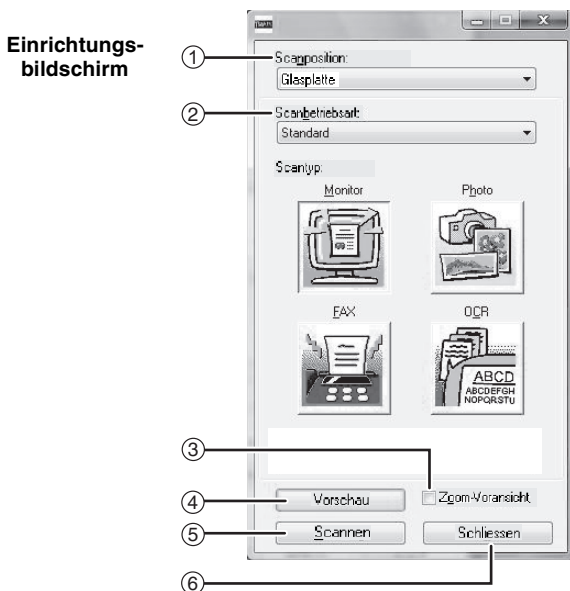 Einrichtungs-
bildschirm
TWAIN
① Scanposition:
Glasplatte
② Scanbetriebsart:
Standard
Scantyp:
Monitor Photo
FAX OCR
ABCD
ABCDEFGH
NOPQRSTU
③
④ Vorschau Zoom-Voransicht
⑤ Scannen Schliessen
⑥